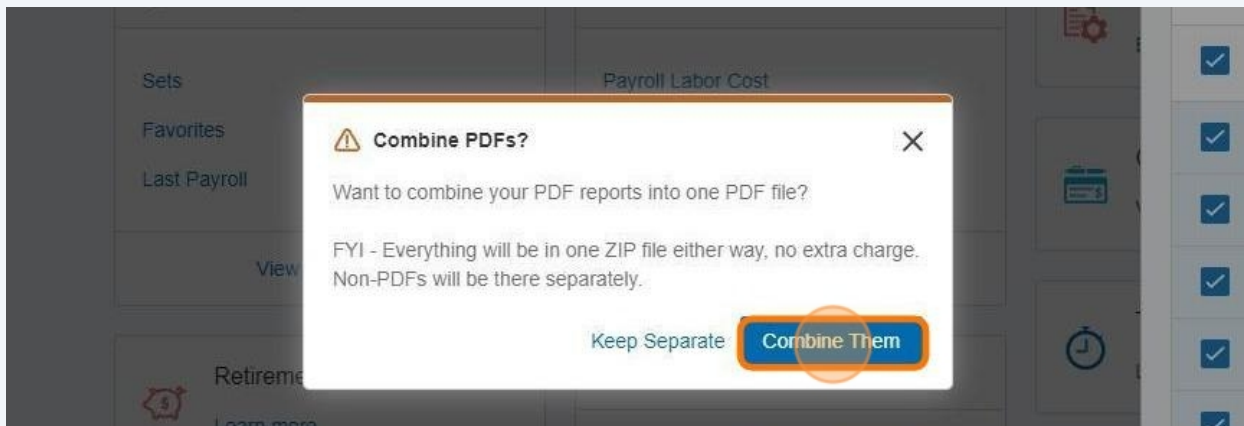 Sets
Payroll Labor Cost
Favorites
Last Payroll
View
Combine PDFs?
Want to combine your PDF reports into one PDF file?
FYI - Everything will be in one ZIP file either way, no extra charge.
Non-PDFs will be there separately.
Keep Separate
Combine Them
Retireme
Learn more